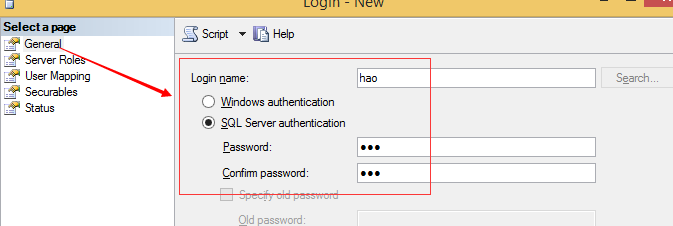 Login - New
Select a page
General
Server Roles
User Mapping
Securables
Status
Script
Help
Login name:
hao
Search...
Windows authentication
SQL Server authentication
Password:
●●●
Confirm password:
●●●
Specify old password
Old password: